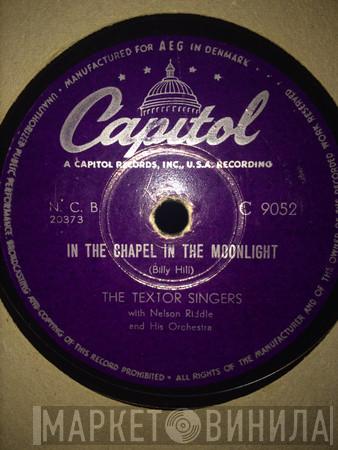 MANUFACTURED FOR AEG IN DENMARK
Capitol
A CAPITOL RECORDS, INC., U.S.A. RECORDING
N. C. B.
20373
C 9052
IN THE CHAPEL IN THE MOONLIGHT
(Billy Hill)
THE TEXTOR SINGERS
with Nelson Riddle
and His Orchestra
UNAUTHORIZED PUBLIC PERFORMANCE, BROADCASTING AND COPYING OF THIS RECORD PROHIBITED • ALL RIGHTS OF THE MANUFACTURER AND OF THE OWNER OF THE RECORDED WORK RESERVED
МАРКЕТ ВИНИЛА